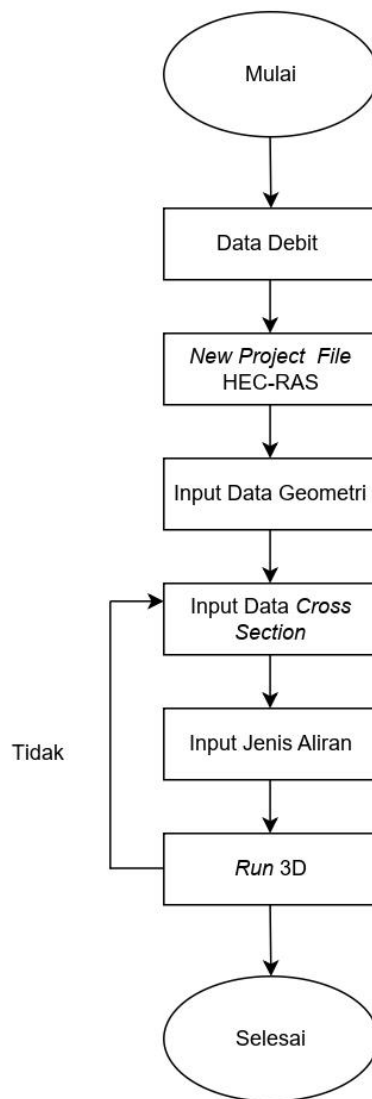 Mulai
Data Debit
New Project File
HEC-RAS
Input Data Geometri
Input Data Cross
Section
Input Jenis Aliran
Tidak
Run 3D
Selesai